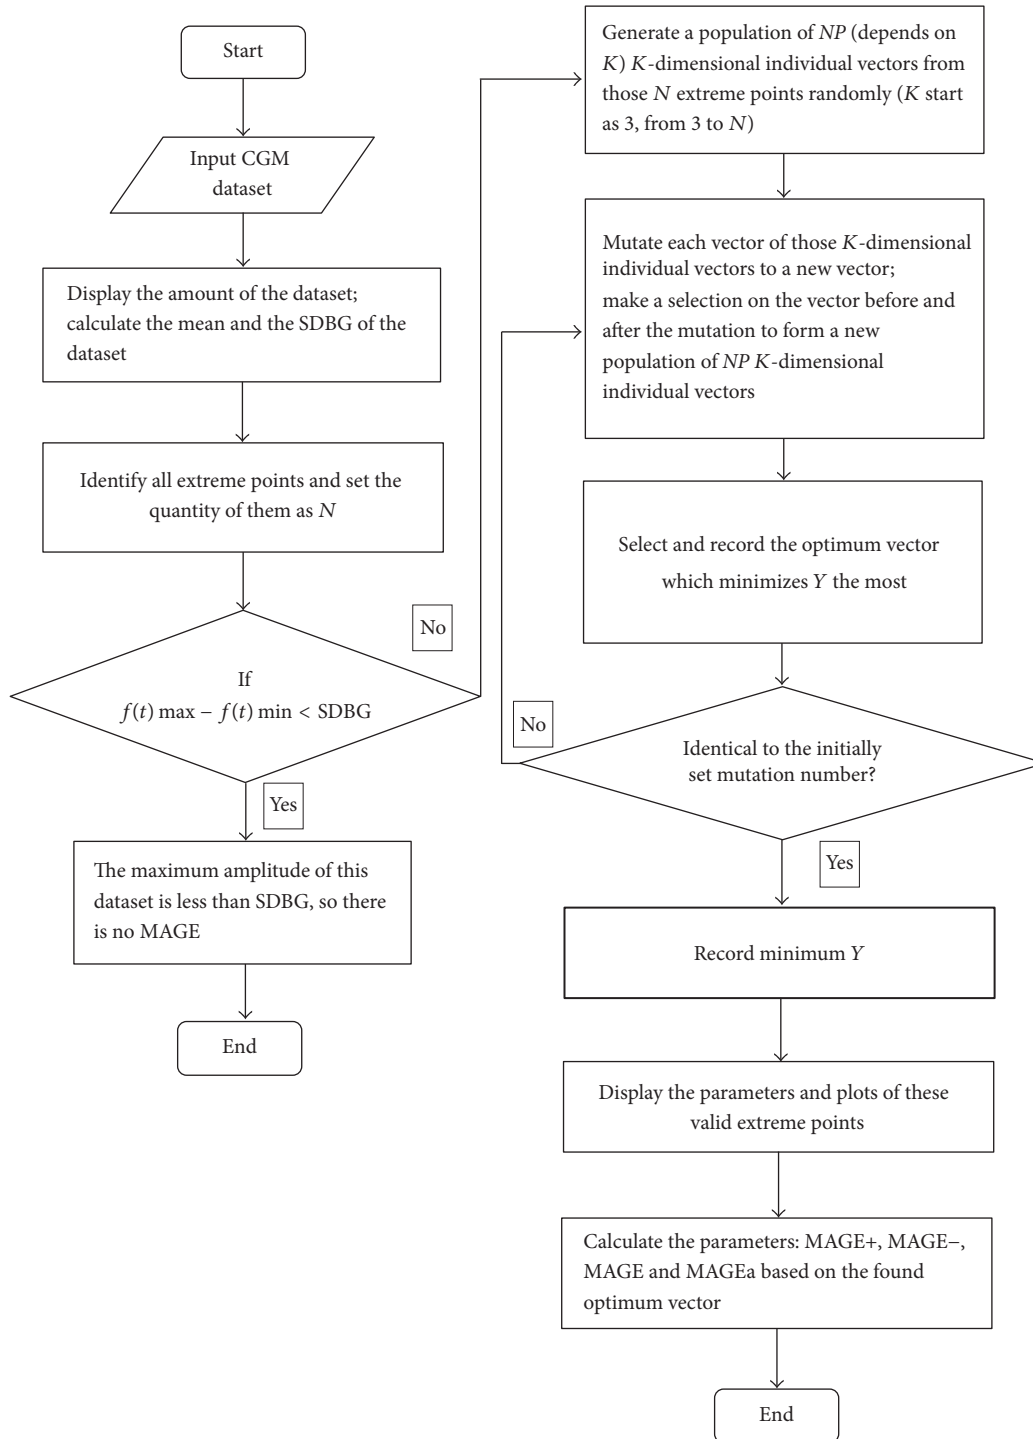 Start
Input CGM
dataset
Display the amount of the dataset;
calculate the mean and the SDBG of the
dataset
Identify all extreme points and set the
quantity of them as N
No
If
f(t) max − f(t) min < SDBG
Yes
The maximum amplitude of this
dataset is less than SDBG, so there
is no MAGE
End
Generate a population of NP (depends on
K) K-dimensional individual vectors from
those N extreme points randomly (K start
as 3, from 3 to N)
Mutate each vector of those K-dimensional
individual vectors to a new vector;
make a selection on the vector before and
after the mutation to form a new
population of NP K-dimensional
individual vectors
Select and record the optimum vector
which minimizes Y the most
No
Identical to the initially
set mutation number?
Yes
Record minimum Y
Display the parameters and plots of these
valid extreme points
Calculate the parameters: MAGE+, MAGE−,
MAGE and MAGEa based on the found
optimum vector
End